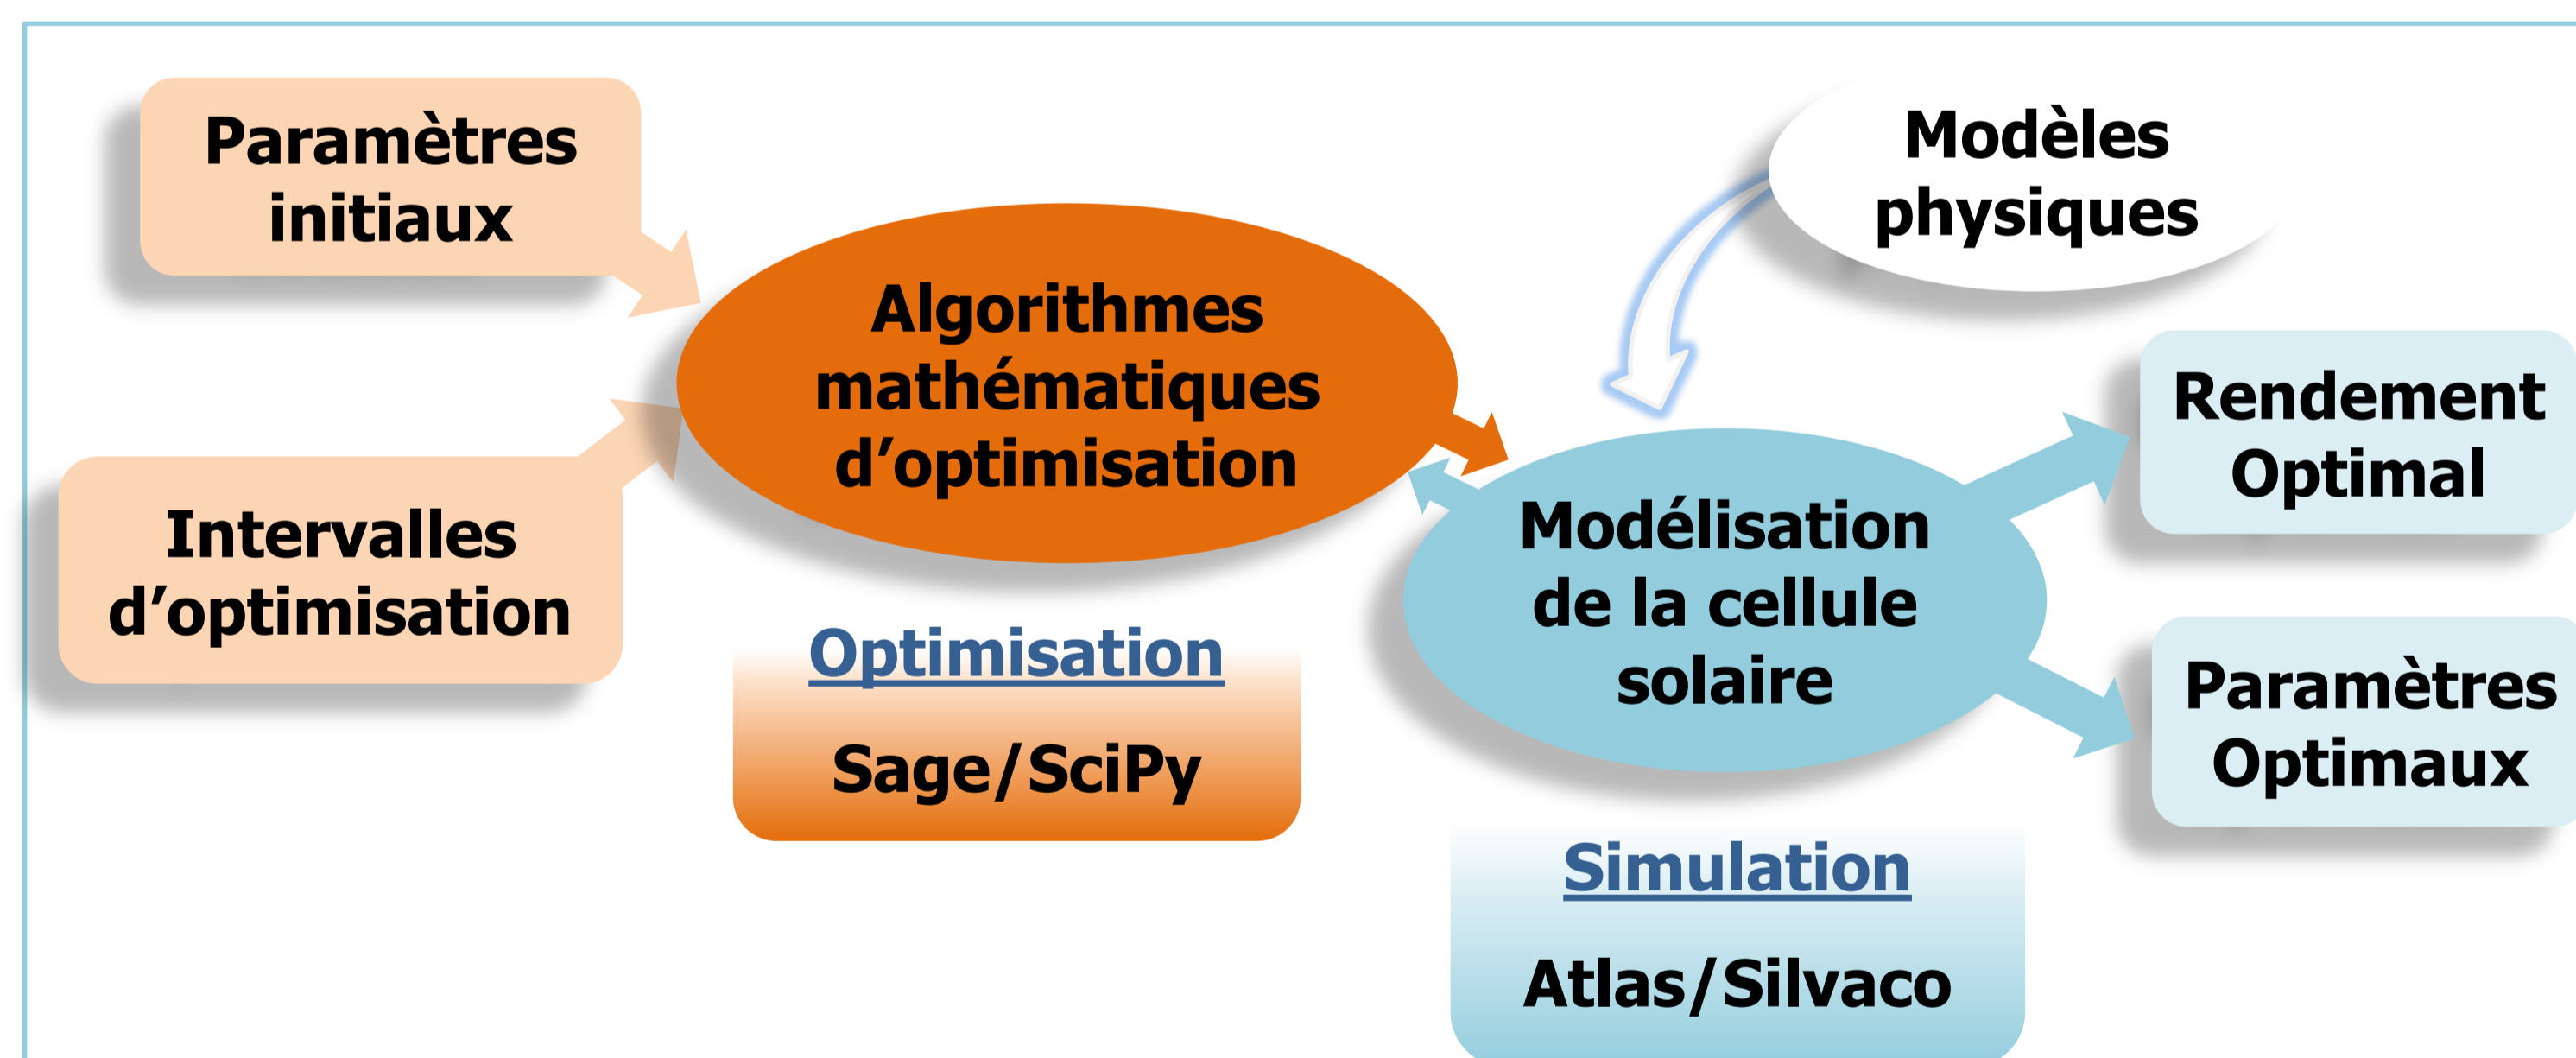 Paramètres
initiaux
Intervalles
d’optimisation
Algorithmes
mathématiques
d’optimisation
Optimisation
Sage/SciPy
Modèles
physiques
Modélisation
de la cellule
solaire
Simulation
Atlas/Silvaco
Rendement
Optimal
Paramètres
Optimaux